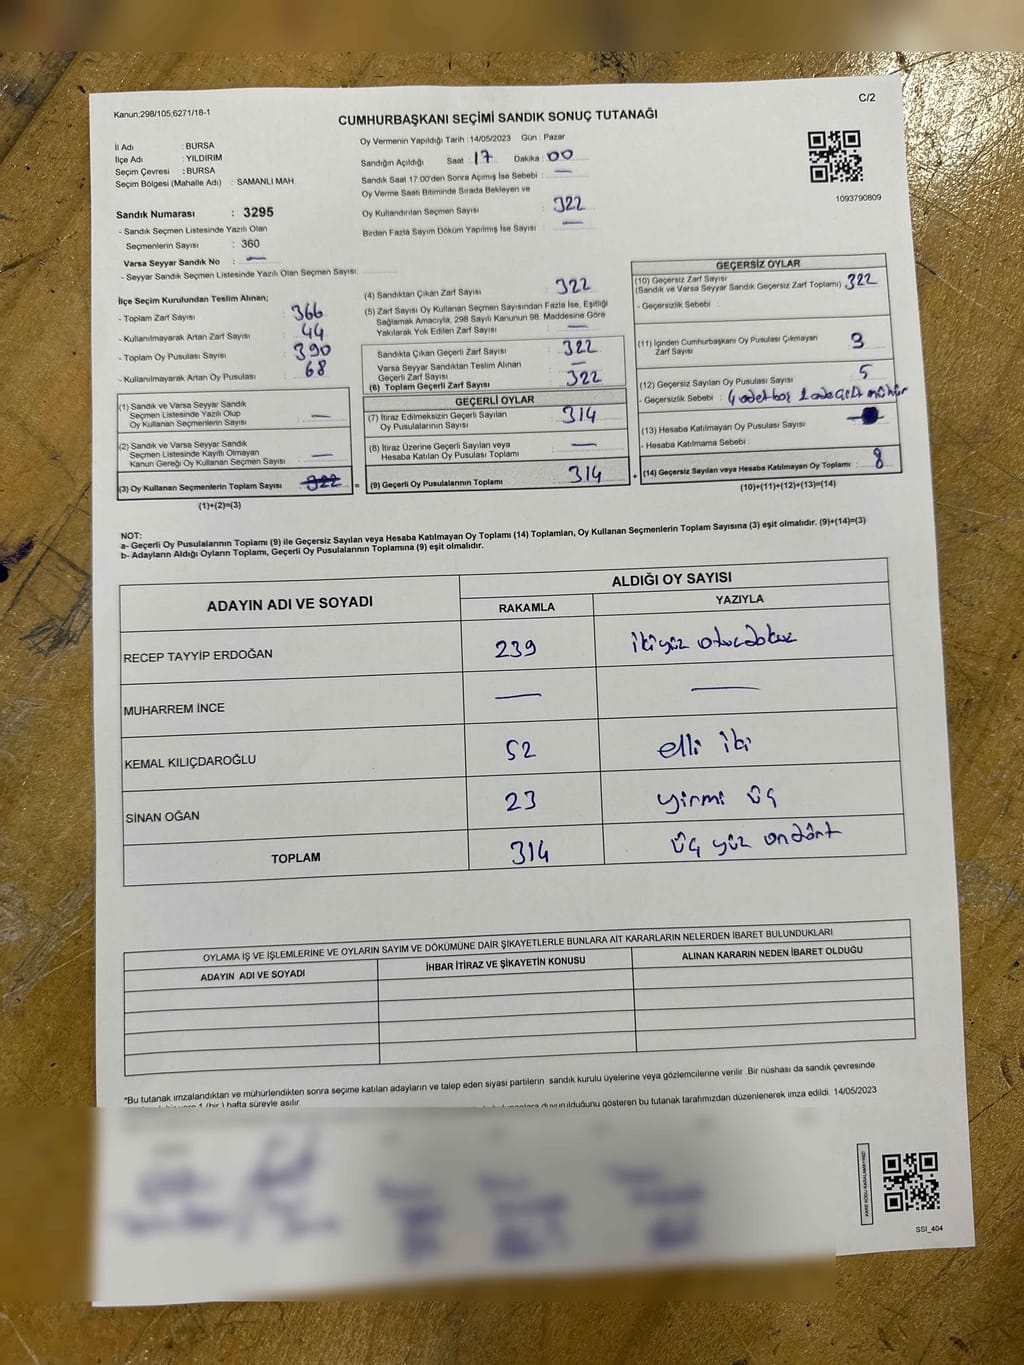 Kanun;298/105;6271/18-1
C/2
CUMHURBAŞKANI SEÇİMİ SANDIK SONUÇ TUTANAĞI
İl Adı : BURSA
İlçe Adı : YILDIRIM
Seçim Çevresi : BURSA
Seçim Bölgesi (Mahalle Adı) : SAMANLI MAH.
Sandık Numarası : 3295
- Sandık Seçmen Listesinde Yazılı Olan
Seçmenlerin Sayısı : 360
Varsa Seyyar Sandık No : —
- Seyyar Sandık Seçmen Listesinde Yazılı Olan Seçmen Sayısı:
Oy Vermenin Yapıldığı Tarih : 14/05/2023 Gün : Pazar
Sandığın Açıldığı Saat : 17 Dakika : 00
Sandık Saat 17:00'den Sonra Açımış İse Sebebi : —
Oy Verme Saati Bitiminde Sırada Bekleyen ve
Oy Kullandırılan Seçmen Sayısı : 322
Birden Fazla Sayım Döküm Yapılmış İse Sayısı : —
1093790809
İlçe Seçim Kurulundan Teslim Alınan;
- Toplam Zarf Sayısı : 366
- Kullanılmayarak Artan Zarf Sayısı : 44
- Toplam Oy Pusulası Sayısı : 390
- Kullanılmayarak Artan Oy Pusulası : 68
(1) Sandık ve Varsa Seyyar Sandık
Seçmen Listesinde Yazılı Olup
Oy Kullanan Seçmen Sayısı : —
(2) Sandık ve Varsa Seyyar Sandık
Seçmen Listesinde Kayıtlı Olmayan
Kanun Gereği Oy Kullanan Seçmen Sayısı : —
(3) Oy Kullanan Seçmenlerin Toplam Sayısı : 322 =
(1)+(2)=(3)
(4) Sandıktan Çıkan Zarf Sayısı : 322
(5) Zarf Sayısı Oy Kullanan Seçmen Sayısından Fazla İse, Eşitliği
Sağlamak Amacıyla, 298 Sayılı Kanunun 98. Maddesine Göre
Yakılarak Yok Edilen Zarf Sayısı : —
Sandıkta Çıkan Geçerli Zarf Sayısı : 322
Varsa Seyyar Sandıktan Teslim Alınan
Geçerli Zarf Sayısı : —
(6) Toplam Geçerli Zarf Sayısı : 322
GEÇERLİ OYLAR
(7) İtiraz Edilmeksizin Geçerli Sayılan
Oy Pusulalarının Sayısı : 314
(8) İtiraz Üzerine Geçerli Sayılan veya
Hesaba Katılan Oy Pusulası Toplamı : —
(9) Geçerli Oy Pusulalarının Toplamı : 314 +
GEÇERSİZ OYLAR
(10) Geçersiz Zarf Sayısı
(Sandık ve Varsa Seyyar Sandık Geçersiz Zarf Toplamı) : 322
- Geçersizlik Sebebi :
(11) İçinden Cumhurbaşkanı Oy Pusulası Çıkmayan
Zarf Sayısı : 3
(12) Geçersiz Sayılan Oy Pusulası Sayısı : 5
- Geçersizlik Sebebi : 4 adet boş 1 adet çift mühür
(13) Hesaba Katılmayan Oy Pusulası Sayısı :
- Hesaba Katılmama Sebebi :
(14) Geçersiz Sayılan veya Hesaba Katılmayan Oy Toplamı : 8
(10)+(11)+(12)+(13)=(14)
NOT:
a- Geçerli Oy Pusulalarının Toplamı (9) ile Geçersiz Sayılan veya Hesaba Katılmayan Oy Toplamı (14) Toplamları, Oy Kullanan Seçmenlerin Toplam Sayısına (3) eşit olmalıdır. (9)+(14)=(3)
b- Adayların Aldığı Oyların Toplamı, Geçerli Oy Pusulalarının Toplamına (9) eşit olmalıdır.
ADAYIN ADI VE SOYADI
ALDIĞI OY SAYISI
RAKAMLA
YAZIYLA
RECEP TAYYİP ERDOĞAN 239 ikiyüz otuzdokuz
MUHARREM İNCE — —
KEMAL KILIÇDAROĞLU 52 elli iki
SİNAN OĞAN 23 yirmi üç
TOPLAM 314 üç yüz ondört
OYLAMA İŞ VE İŞLEMLERİNE VE OYLARIN SAYIM VE DÖKÜMÜNE DAİR ŞİKAYETLERLE BUNLARA AİT KARARLARIN NELERDEN İBARET BULUNDUKLARI
ADAYIN ADI VE SOYADI
İHBAR İTİRAZ VE ŞİKAYETİN KONUSU
ALINAN KARARIN NEDEN İBARET OLDUĞU
*Bu tutanak imzalandıktan ve mühürlendikten sonra seçime katılan adayların ve talep eden siyasi partilerin sandık kurulu üyelerine veya gözlemcilerine verilir .Bir nüshası da sandık çevresinde
1 (bir ) hafta süreyle asılır.
duyurulduğunu gösteren bu tutanak tarafımızdan düzenlenerek imza edildi. 14/05/2023
SSI_404